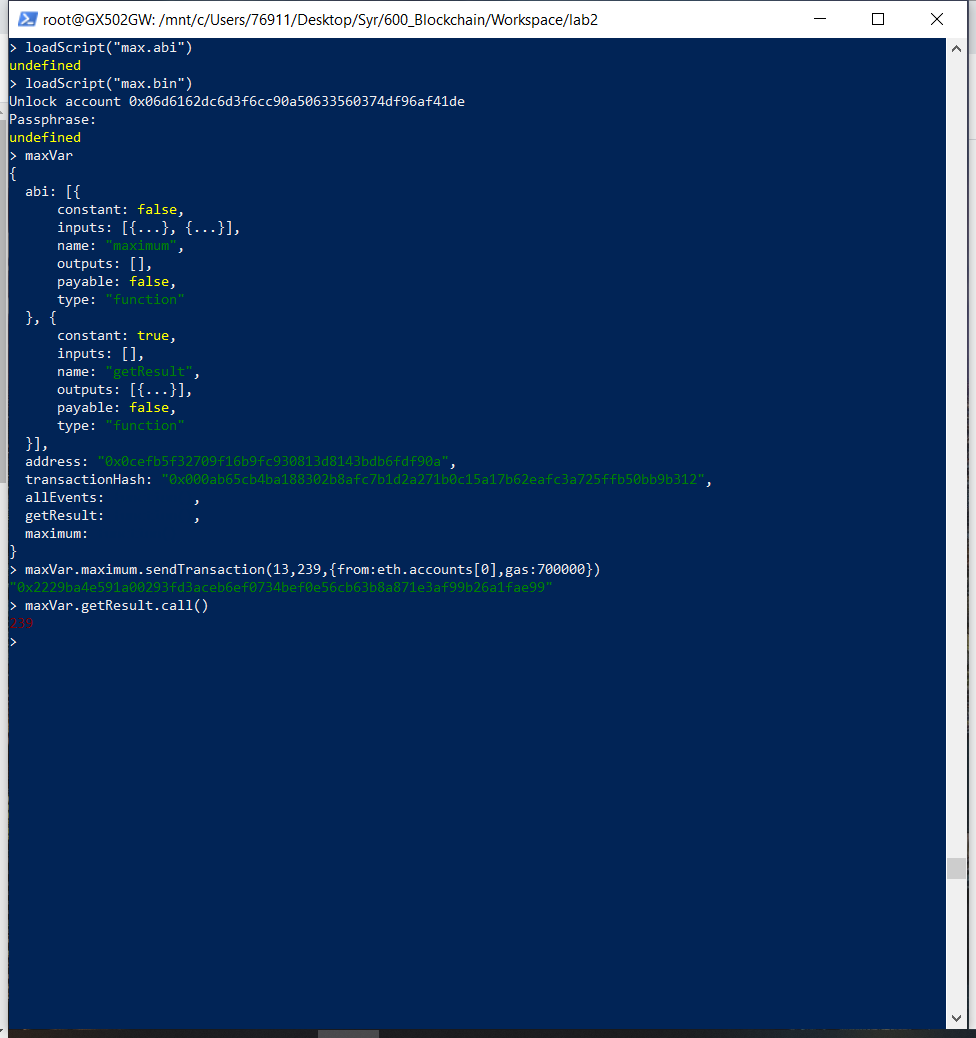 root@GX502GW: /mnt/c/Users/76911/Desktop/Syr/600_Blockchain/Workspace/lab2
> loadScript("max.abi")
undefined
> loadScript("max.bin")
Unlock account 0x06d6162dc6d3f6cc90a50633560374df96af41de
Passphrase:
undefined
> maxVar
{
  abi: [{
      constant: false,
      inputs: [{...}, {...}],
      name: "maximum",
      outputs: [],
      payable: false,
      type: "function"
  }, {
      constant: true,
      inputs: [],
      name: "getResult",
      outputs: [{...}],
      payable: false,
      type: "function"
  }],
  address: "0x0cefb5f32709f16b9fc930813d8143bdb6fdf90a",
  transactionHash: "0x000ab65cb4ba188302b8afc7b1d2a271b0c15a17b62eafc3a725ffb50bb9b312",
  allEvents:           ,
  getResult:           ,
  maximum:
}
> maxVar.maximum.sendTransaction(13,239,{from:eth.accounts[0],gas:700000})
"0x2229ba4e591a00293fd3aceb6ef0734bef0e56cb63b8a871e3af99b26a1fae99"
> maxVar.getResult.call()
239
>